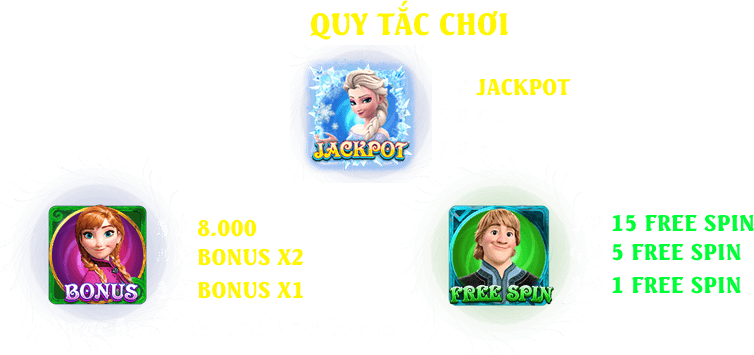 QUY TẮC CHƠI
JACKPOT
JACKPOT
8.000
BONUS X2
BONUS X1
BONUS
15 FREE SPIN
5 FREE SPIN
1 FREE SPIN
FREE SPIN